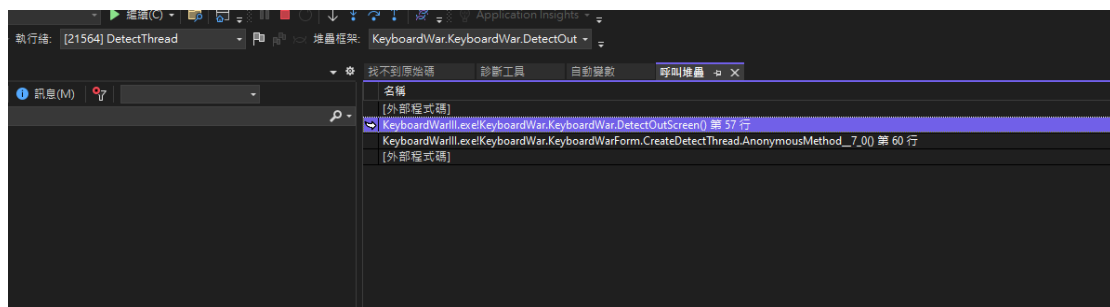 繼續(C) Application Insights
執行緒: [21564] DetectThread 堆疊框架: KeyboardWar.KeyboardWar.DetectOut
找不到原始碼 診斷工具 自動變數 呼叫堆疊
訊息(M)
名稱
[外部程式碼]
KeyboardWarIII.exe!KeyboardWar.KeyboardWar.DetectOutScreen() 第 57 行
KeyboardWarIII.exe!KeyboardWar.KeyboardWarForm.CreateDetectThread.AnonymousMethod__7_0() 第 60 行
[外部程式碼]